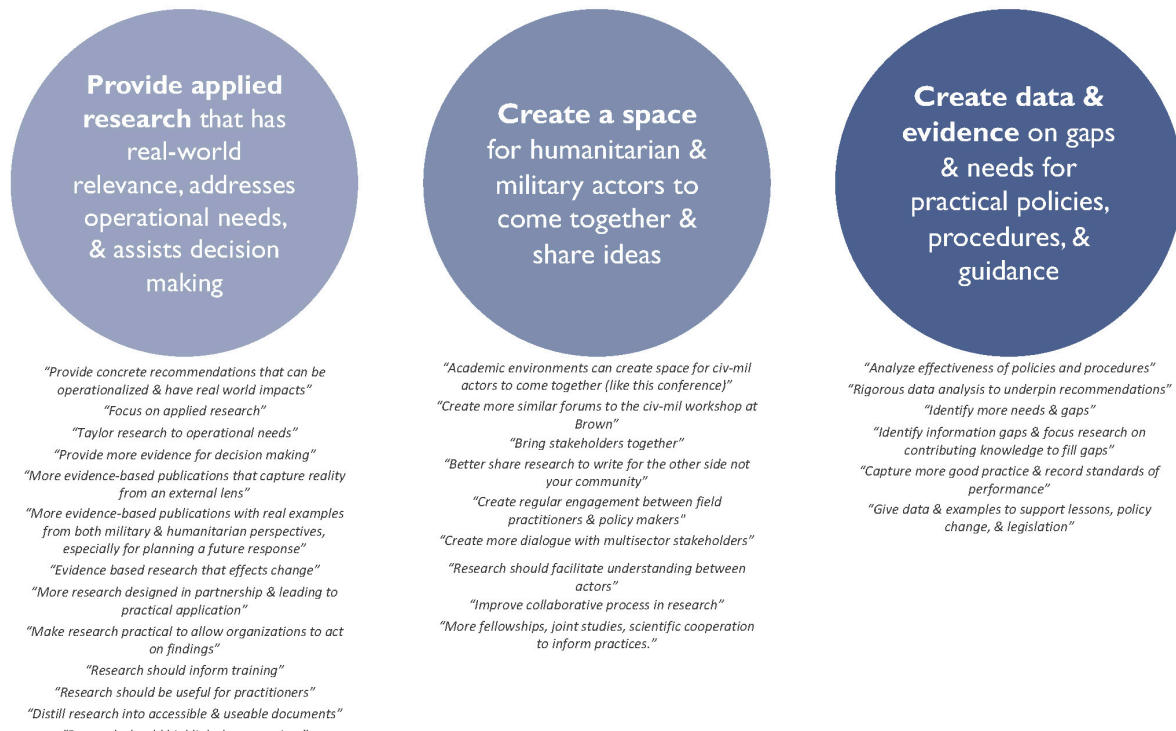 Provide applied
research that has
real-world
relevance, addresses
operational needs,
& assists decision
making
“Provide concrete recommendations that can be
operationalized & have real world impacts”
“Focus on applied research”
“Taylor research to operational needs”
“Provide more evidence for decision making”
“More evidence-based publications that capture reality
from an external lens”
“More evidence-based publications with real examples
from both military & humanitarian perspectives,
especially for planning a future response”
“Evidence based research that effects change”
“More research designed in partnership & leading to
practical application”
“Make research practical to allow organizations to act
on findings”
“Research should inform training”
“Research should be useful for practitioners”
“Distill research into accessible & useable documents”
Create a space
for humanitarian &
military actors to
come together &
share ideas
“Academic environments can create space for civ-mil
actors to come together (like this conference)”
“Create more similar forums to the civ-mil workshop at
Brown”
“Bring stakeholders together”
“Better share research to write for the other side not
your community”
“Create regular engagement between field
practitioners & policy makers”
“Create more dialogue with multisector stakeholders”
“Research should facilitate understanding between
actors”
“Improve collaborative process in research”
“More fellowships, joint studies, scientific cooperation
to inform practices.”
Create data &
evidence on gaps
& needs for
practical policies,
procedures, &
guidance
“Analyze effectiveness of policies and procedures”
“Rigorous data analysis to underpin recommendations”
“Identify more needs & gaps”
“Identify information gaps & focus research on
contributing knowledge to fill gaps”
“Capture more good practice & record standards of
performance”
“Give data & examples to support lessons, policy
change, & legislation”